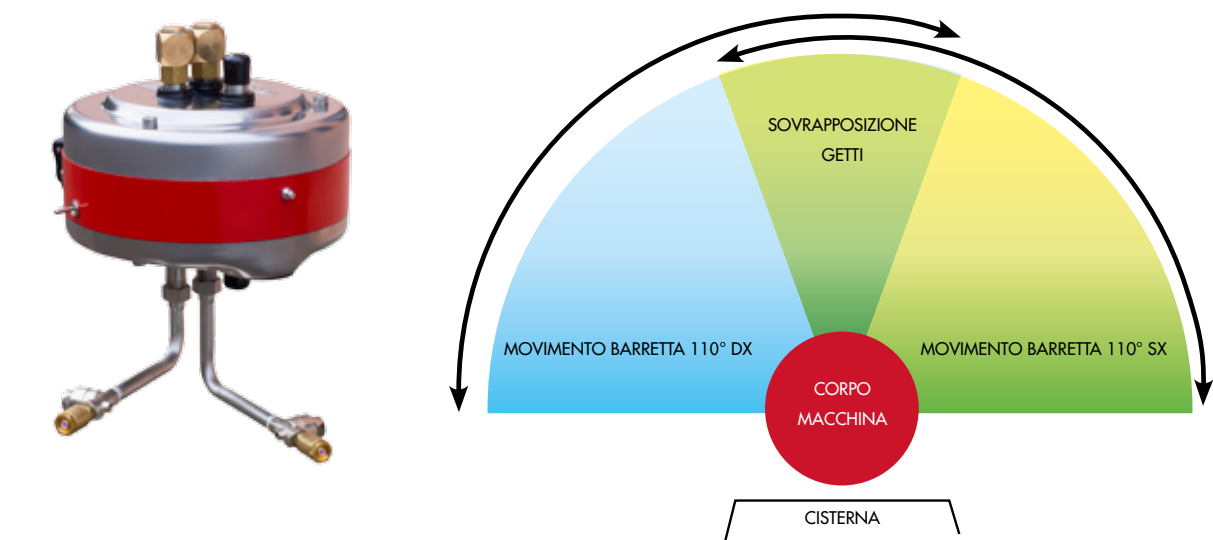 SOVRAPPOSIZIONE
GETTI
MOVIMENTO BARRETTA 110° DX
MOVIMENTO BARRETTA 110° SX
CORPO
MACCHINA
CISTERNA